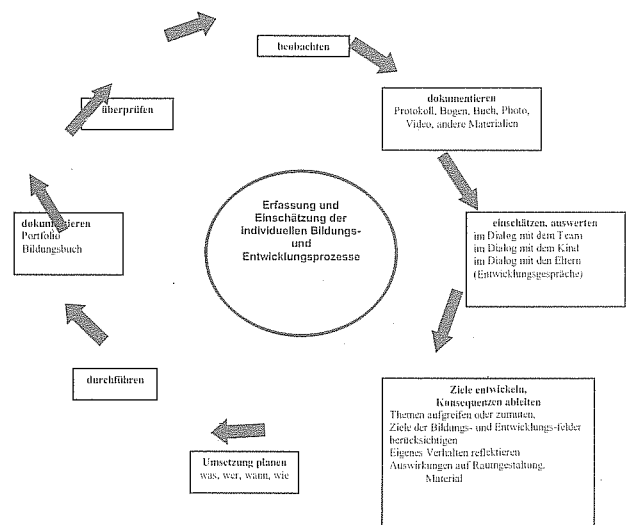 beobachten
dokumentieren
Protokoll, Bogen, Buch, Photo,
Video, andere Materialien
einschätzen, auswerten
im Dialog mit dem Team
im Dialog mit dem Kind
im Dialog mit den Eltern
(Entwicklungsgespräche)
Ziele entwickeln,
Konsequenzen ableiten
Themen aufgreifen oder zumuten,
Ziele der Bildungs- und Entwicklungs-felder
berücksichtigen
Eigenes Verhalten reflektieren
Auswirkungen auf Raumgestaltung,
Material
Umsetzung planen
was, wer, wann, wie
durchführen
dokumentieren
Portfolio
Bildungsbuch
überprüfen
Erfassung und
Einschätzung der
individuellen Bildungs-
und
Entwicklungsprozesse